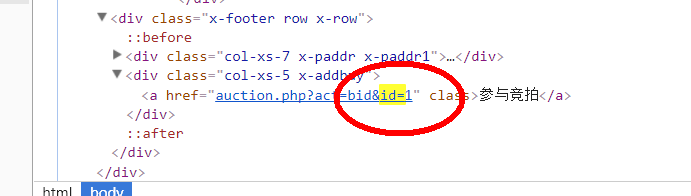 </div>
▼<div class="x-footer row x-row">
::before
▶<div class="col-xs-7 x-paddr x-paddr1">…</div>
▼<div class="col-xs-5 x-addbuy">
<a href="auction.php?act=bid&id=1" class>参与竞拍</a>
</div>
::after
</div>
html body